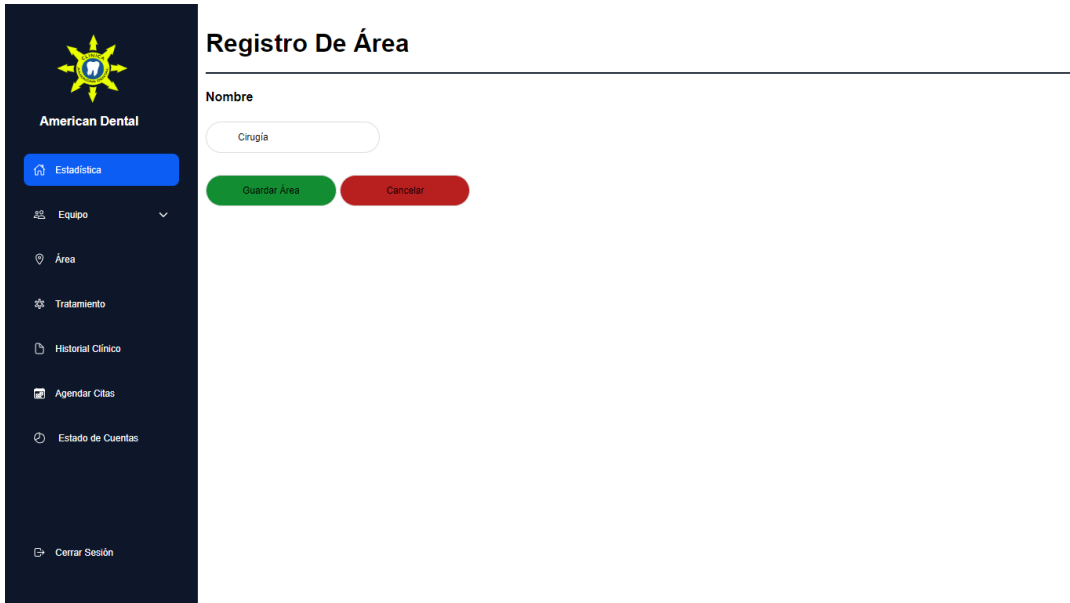 CLINICA
American Dental
Estadística
Equipo
Área
Tratamiento
Historial Clínico
Agendar Citas
Estado de Cuentas
Cerrar Sesión
Registro De Área
Nombre
Cirugía
Guardar Área
Cancelar